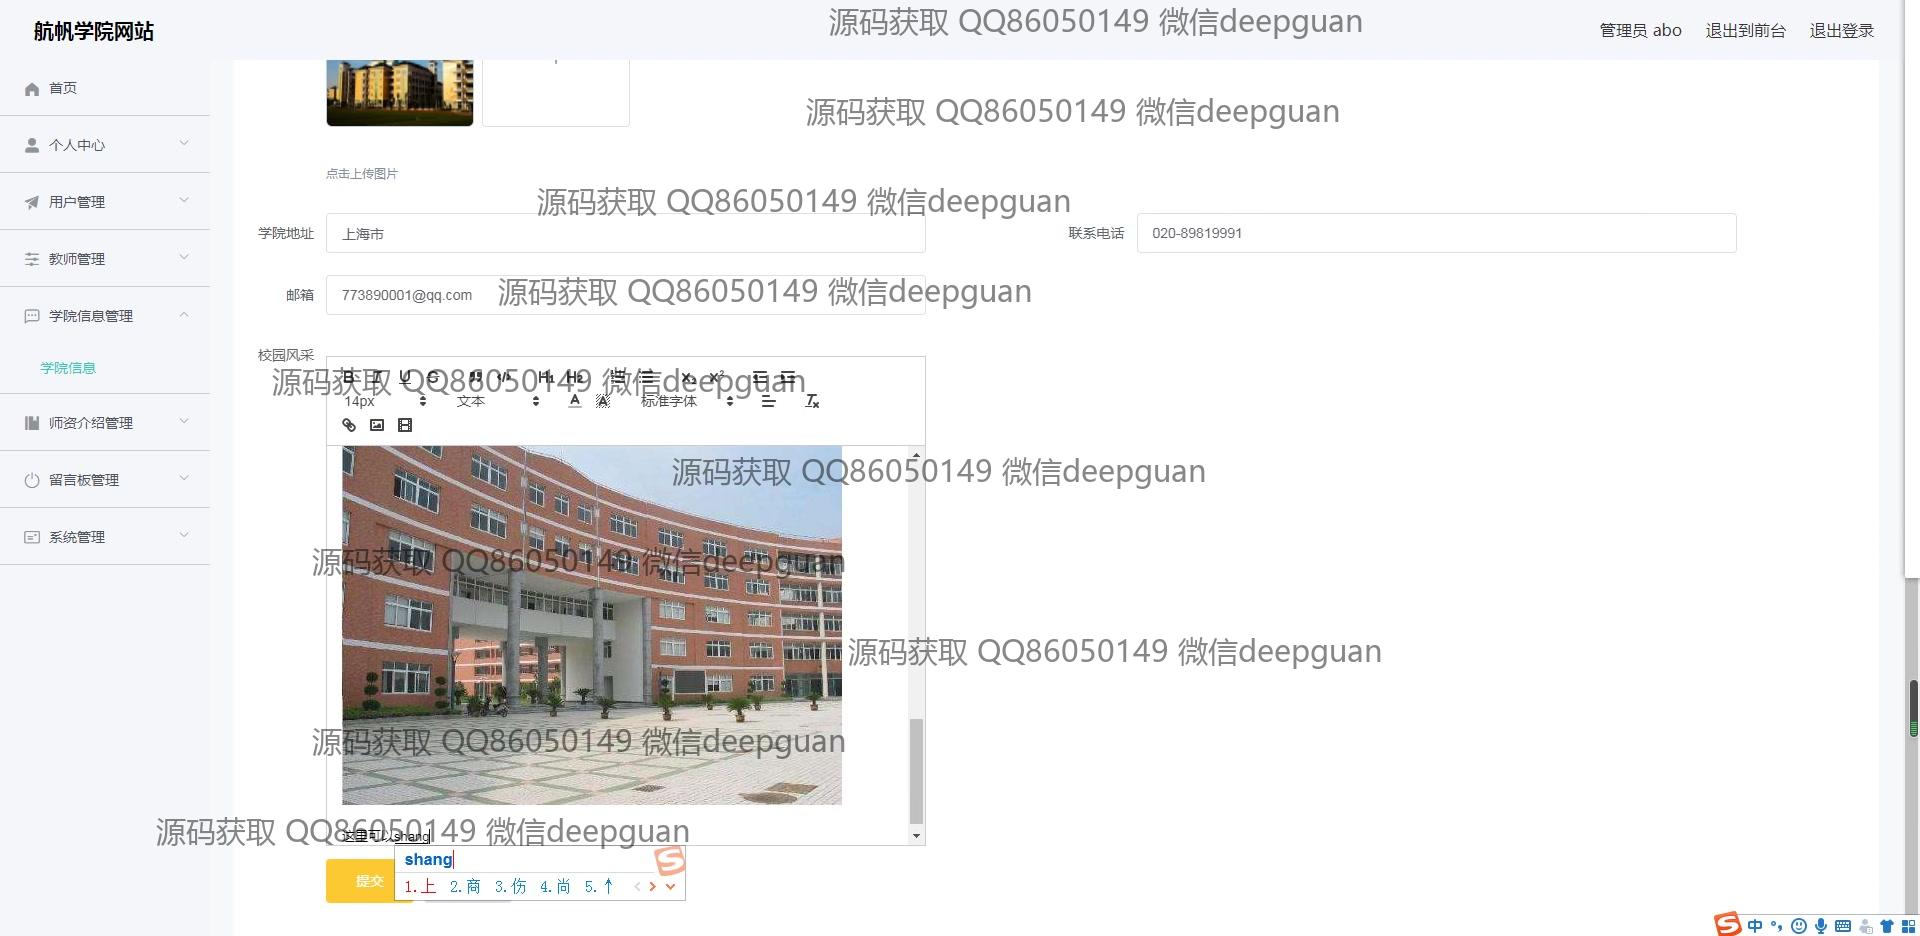 航帆学院网站
源码获取 QQ86050149 微信deepguan
管理员 abo
退出到前台
退出登录
首页
个人中心
源码获取 QQ86050149 微信deepguan
点击上传图片
用户管理
源码获取 QQ86050149 微信deepguan
学院地址
上海市
联系电话
020-89819991
教师管理
邮箱
773890001@qq.com
源码获取 QQ86050149 微信deepguan
学院信息管理
校园风采
学院信息
源码获取 QQ86050149 微信deepguan
B I U S H1 H2 X2 X2
14px
文本
A
A
标准字体
Tx
师资介绍管理
源码获取 QQ86050149 微信deepguan
留言板管理
系统管理
源码获取 QQ86050149 微信deepguan
源码获取 QQ86050149 微信deepguan
源码获取 QQ86050149 微信deepguan
源码获取 QQ86050149 微信deepguan
这里可以shang
shang
提交
1.上 2.商 3.伤 4.尚 5.↑
S
S 中